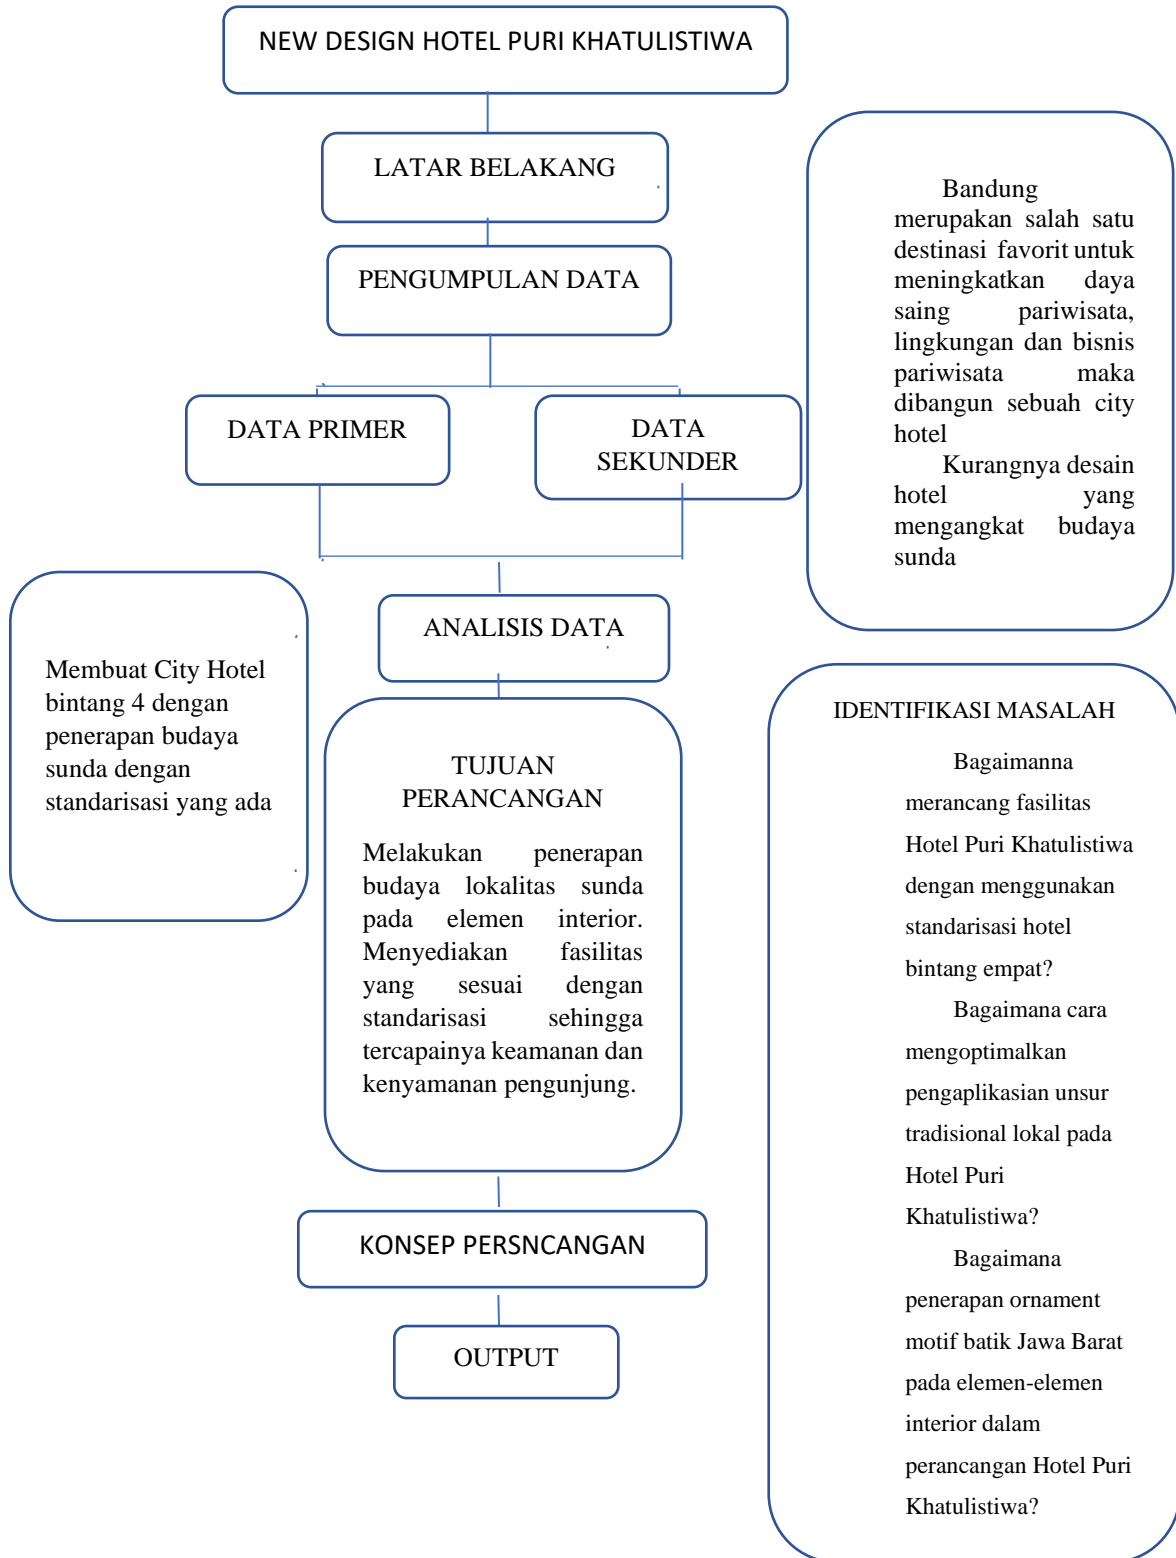 NEW DESIGN HOTEL PURI KHATULISTIWA
LATAR BELAKANG
PENGUMPULAN DATA
DATA PRIMER
DATA
SEKUNDER
Bandung
merupakan salah satu
destinasi favorit untuk
meningkatkan daya
saing pariwisata,
lingkungan dan bisnis
pariwisata maka
dibangun sebuah city
hotel
Kurangnya desain
hotel yang
mengangkat budaya
sunda
ANALISIS DATA
Membuat City Hotel
bintang 4 dengan
penerapan budaya
sunda dengan
standarisasi yang ada
TUJUAN
PERANCANGAN
Melakukan penerapan
budaya lokalitas sunda
pada elemen interior.
Menyediakan fasilitas
yang sesuai dengan
standarisasi sehingga
tercapainya keamanan dan
kenyamanan pengunjung.
IDENTIFIKASI MASALAH
Bagaimanna
merancang fasilitas
Hotel Puri Khatulistiwa
dengan menggunakan
standarisasi hotel
bintang empat?
Bagaimana cara
mengoptimalkan
pengaplikasian unsur
tradisional lokal pada
Hotel Puri
Khatulistiwa?
Bagaimana
penerapan ornament
motif batik Jawa Barat
pada elemen-elemen
interior dalam
perancangan Hotel Puri
Khatulistiwa?
KONSEP PERSNCANGAN
OUTPUT